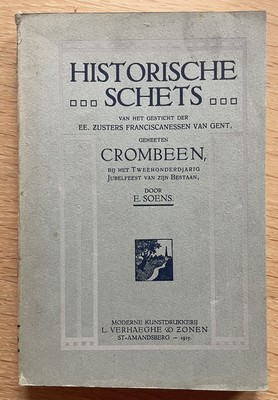 HISTORISCHE
SCHETS
VAN HET GESTICHT DER
EE. ZUSTERS FRANCISCANESSEN VAN GENT,
GEHEETEN
CROMBEEN,
BIJ HET TWEEHONDERDJARIG
JUBELFEEST VAN ZIJN BESTAAN,
DOOR
E. SOENS.
MODERNE KUNSTDRUKKERIJ
L. VERHAEGHE & ZONEN
ST-AMANDSBERG –